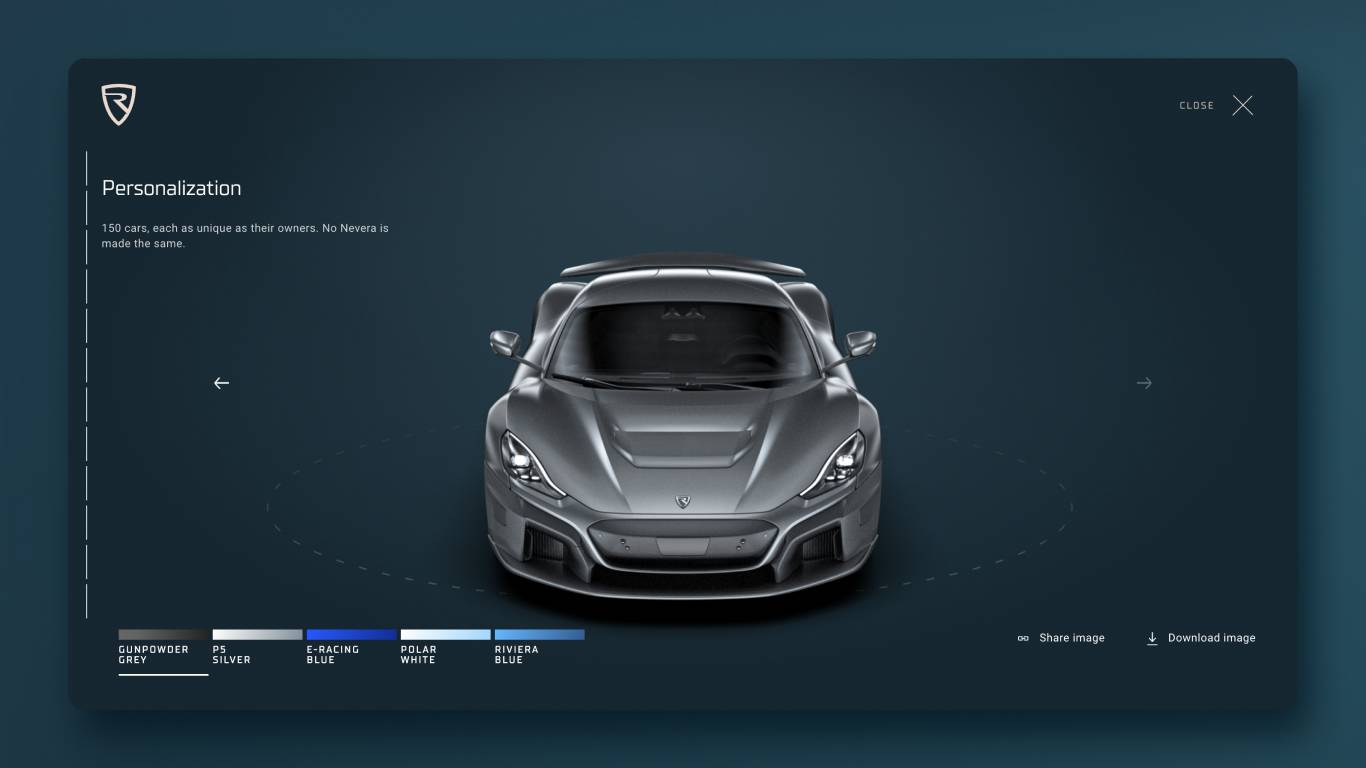 CLOSE
Personalization
150 cars, each as unique as their owners. No Nevera is
made the same.
GUNPOWDER
GREY
P5
SILVER
E-RACING
BLUE
POLAR
WHITE
RIVIERA
BLUE
Share image
Download image